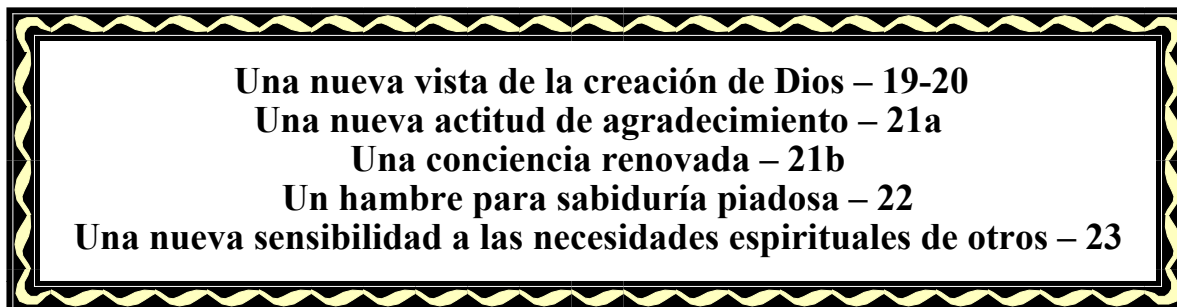 Una nueva vista de la creación de Dios – 19-20
Una nueva actitud de agradecimiento – 21a
Una conciencia renovada – 21b
Un hambre para sabiduría piadosa – 22
Una nueva sensibilidad a las necesidades espirituales de otros – 23